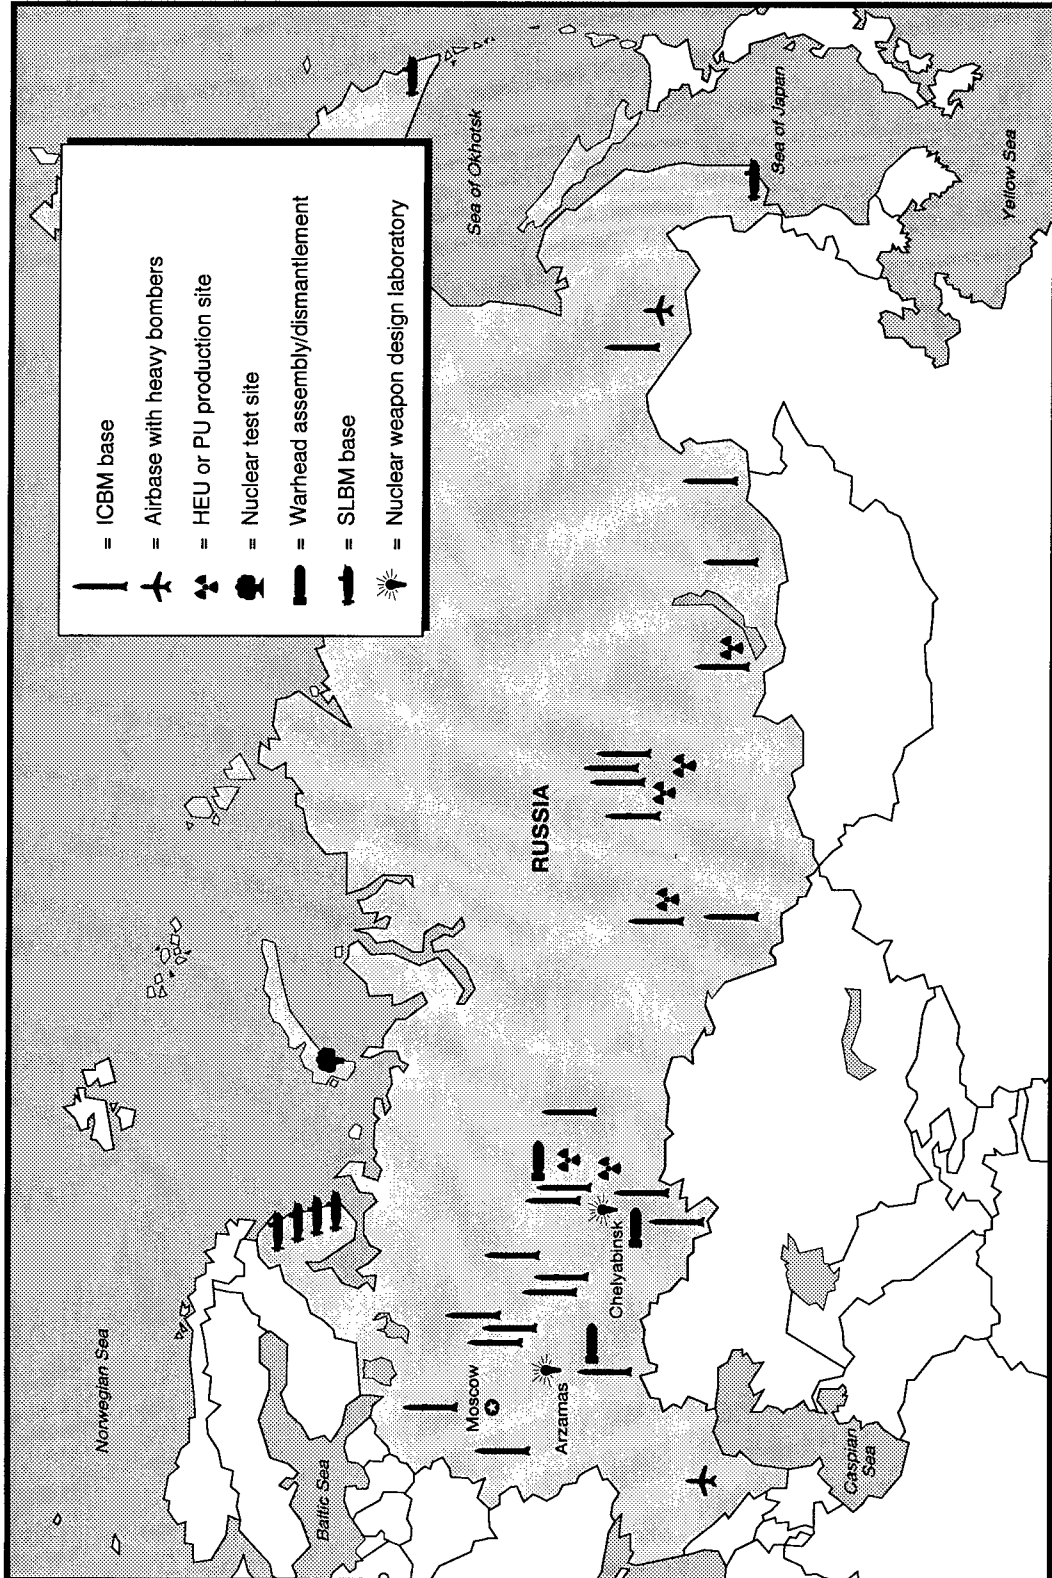 = ICBM base
= Airbase with heavy bombers
= HEU or PU production site
= Nuclear test site
= Warhead assembly/dismantlement
= SLBM base
= Nuclear weapon design laboratory
Norwegian Sea
Baltic Sea
Moscow
Arzamas
Chelyabinsk
Caspian
Sea
RUSSIA
Sea of Okhotsk
Sea of Japan
Yellow Sea